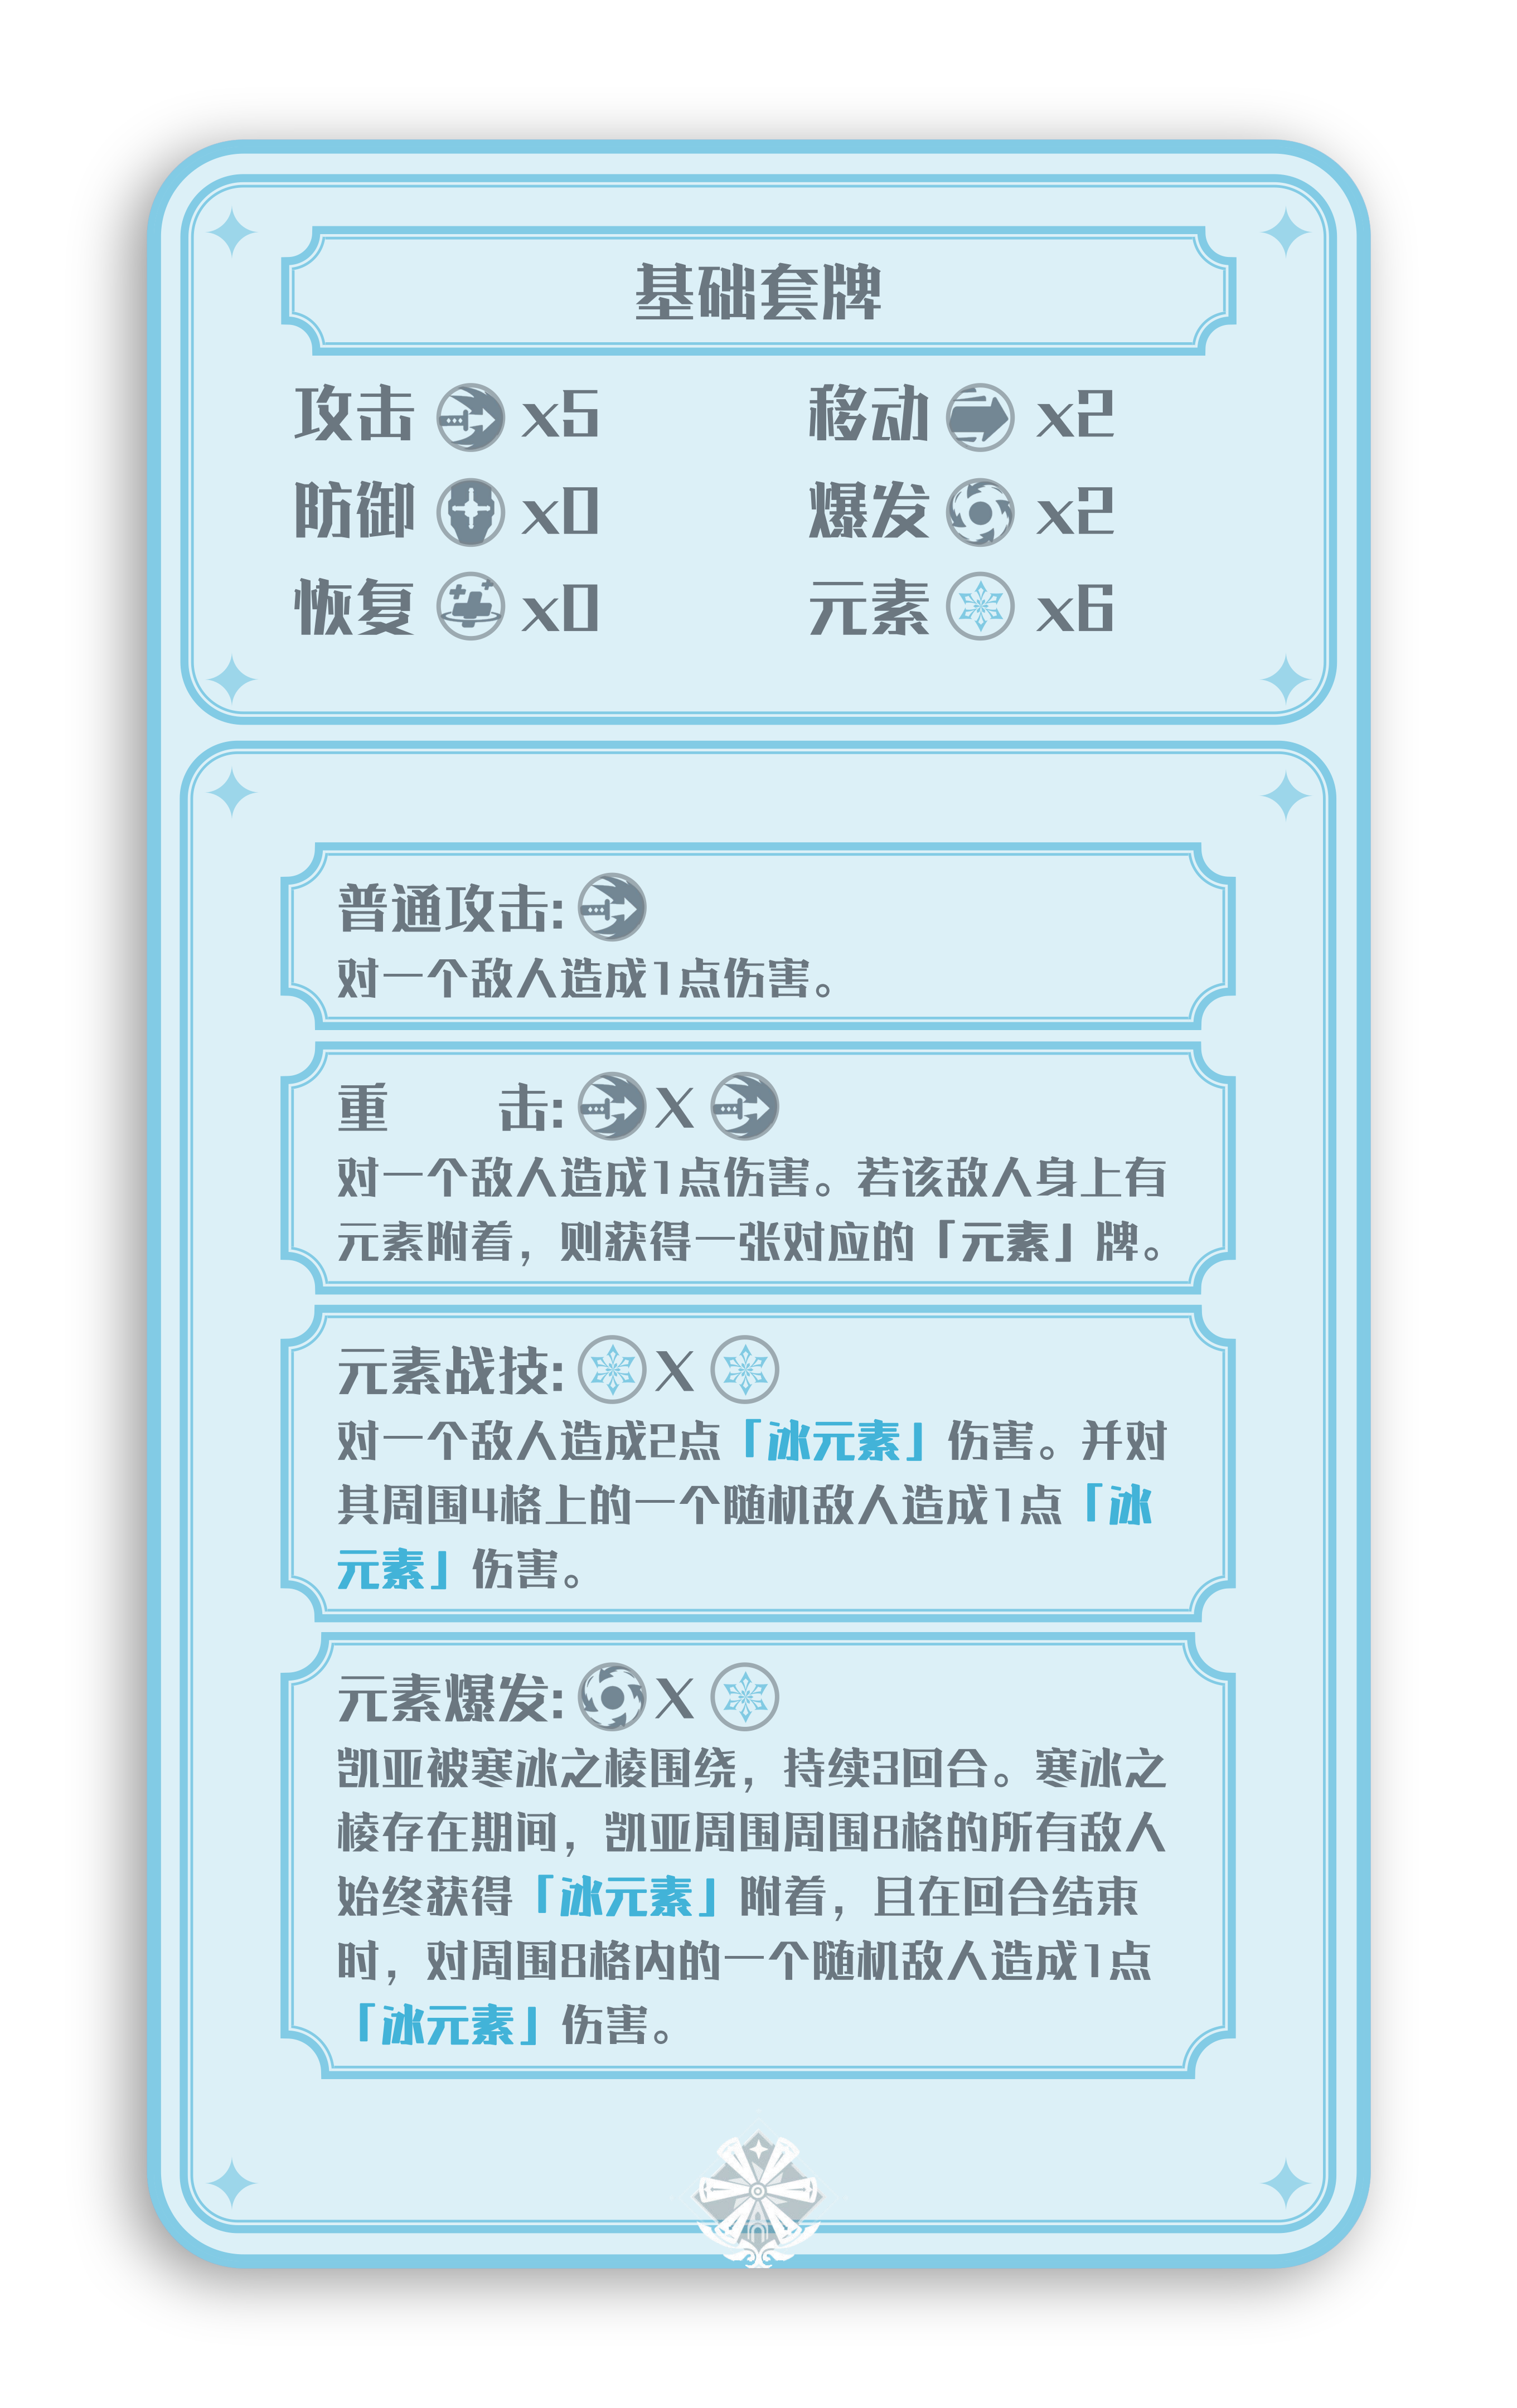 基础套牌
攻击 x5 移动 x2
防御 x0 爆发 x2
恢复 x0 元素 x6
普通攻击:
对一个敌人造成1点伤害。
重 击: X
对一个敌人造成1点伤害。若该敌人身上有
元素附着，则获得一张对应的「元素」牌。
元素战技: X
对一个敌人造成2点「冰元素」伤害。并对
其周围4格上的一个随机敌人造成1点「冰
元素」伤害。
元素爆发: X
凯亚被寒冰之棱围绕，持续3回合。寒冰之
棱存在期间，凯亚周围周围8格的所有敌人
始终获得「冰元素」附着，且在回合结束
时，对周围8格内的一个随机敌人造成1点
「冰元素」伤害。